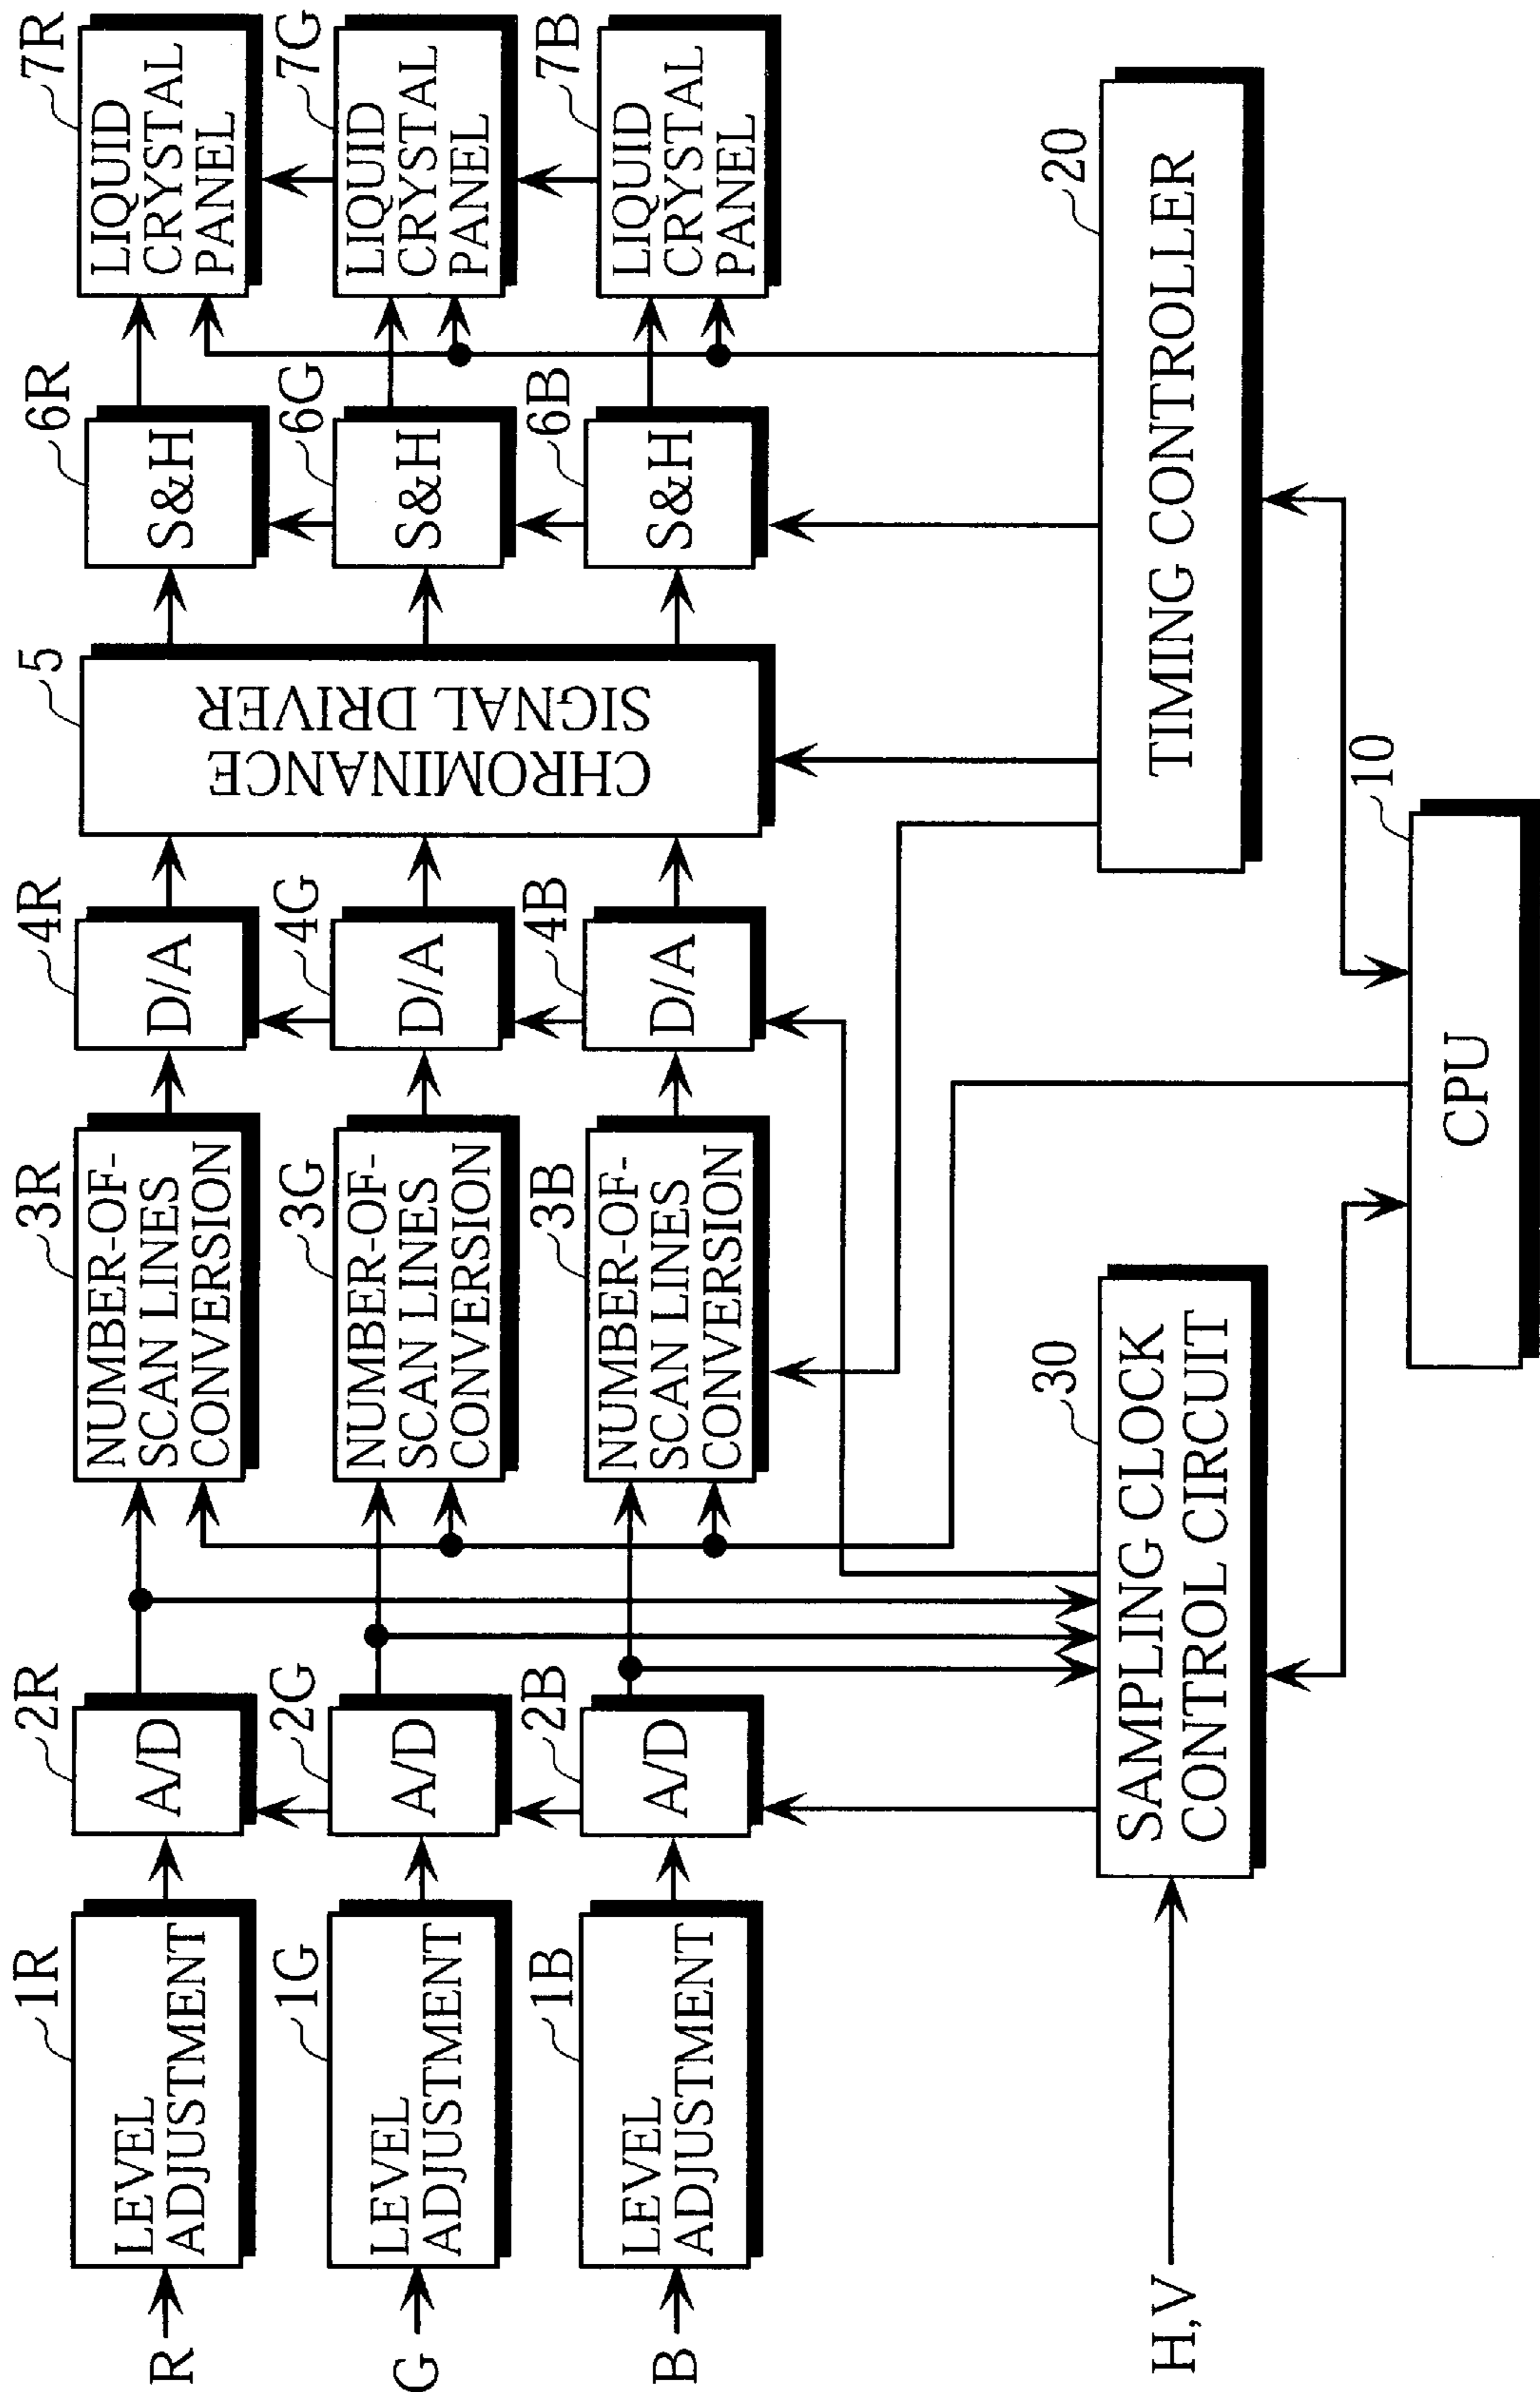 R
G
B
H,V
1R
LEVEL
ADJUSTMENT
1G
LEVEL
ADJUSTMENT
1B
LEVEL
ADJUSTMENT
2R
A/D
2G
A/D
2B
A/D
3R
NUMBER-OF-
SCAN LINES
CONVERSION
3G
NUMBER-OF-
SCAN LINES
CONVERSION
3B
NUMBER-OF-
SCAN LINES
CONVERSION
4R
D/A
4G
D/A
4B
D/A
5
CHROMINANCE
SIGNAL DRIVER
6R
S&H
6G
S&H
6B
S&H
7R
LIQUID
CRYSTAL
PANEL
7G
LIQUID
CRYSTAL
PANEL
7B
LIQUID
CRYSTAL
PANEL
30
SAMPLING CLOCK
CONTROL CIRCUIT
20
TIMING CONTROLLER
10
CPU